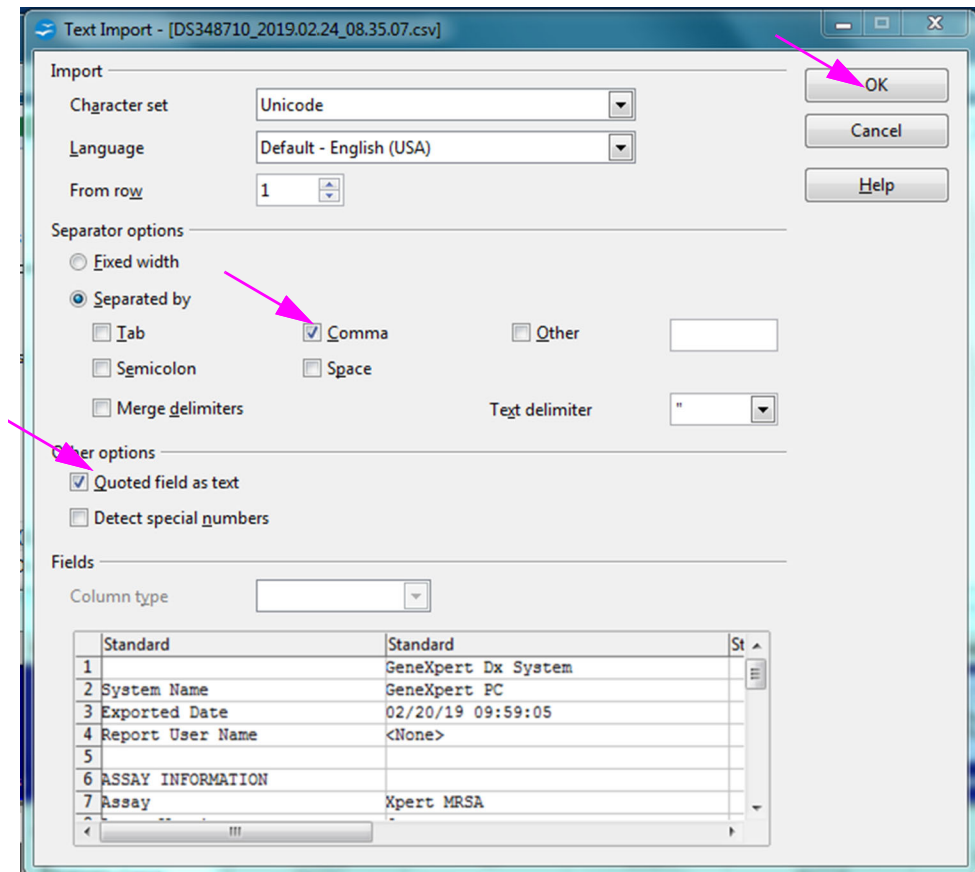 Text Import - [DS348710_2019.02.24_08.35.07.csv]
Import
OK
Character set Unicode
Cancel
Language Default - English (USA)
From row 1
Help
Separator options
Fixed width
Separated by
Tab Comma Other
Semicolon Space
Merge delimiters Text delimiter "
Other options
Quoted field as text
Detect special numbers
Fields
Column type
Standard Standard St
1 GeneXpert Dx System
2 System Name GeneXpert PC
3 Exported Date 02/20/19 09:59:05
4 Report User Name <None>
5
6 ASSAY INFORMATION
7 Assay Xpert MRSA